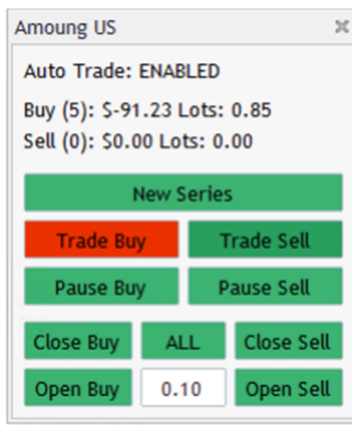 Amoung US
Auto Trade: ENABLED
Buy (5): $-91.23 Lots: 0.85
Sell (0): $0.00 Lots: 0.00
New Series
Trade Buy Trade Sell
Pause Buy Pause Sell
Close Buy ALL Close Sell
Open Buy 0.10 Open Sell